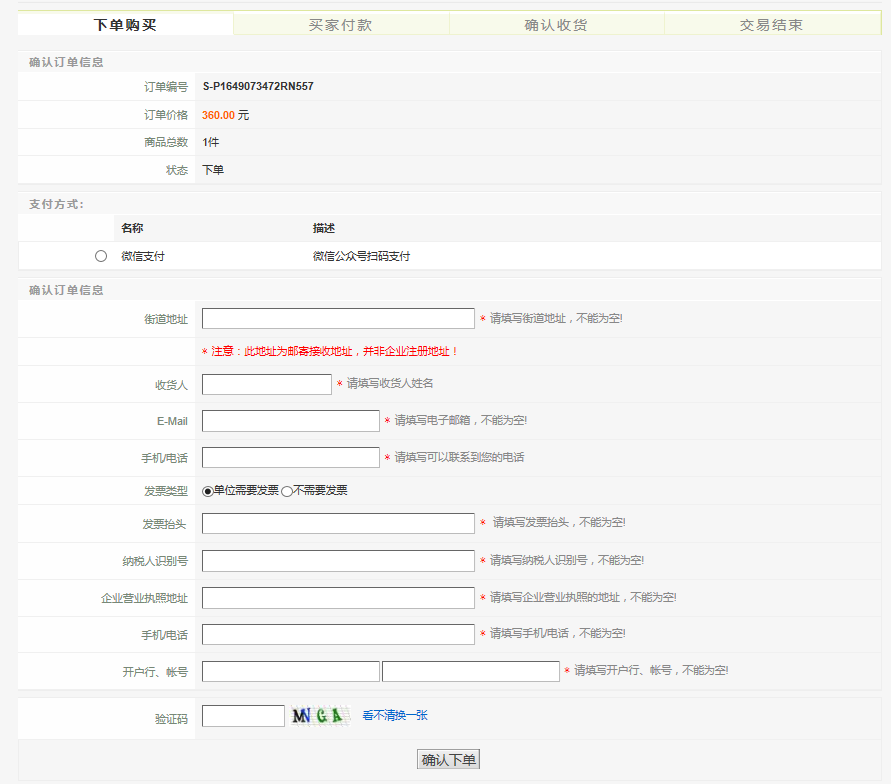 下单购买 买家付款 确认收货 交易结束
确认订单信息
订单编号 S-P1649073472RN557
订单价格 360.00 元
商品总数 1件
状态 下单
支付方式:
名称 描述
微信支付 微信公众号扫码支付
确认订单信息
街道地址 * 请填写街道地址，不能为空!
* 注意：此地址为邮寄接收地址，并非企业注册地址！
收货人 * 请填写收货人姓名
E-Mail * 请填写电子邮箱，不能为空!
手机/电话 * 请填写可以联系到您的电话
发票类型 单位需要发票 不需要发票
发票抬头 * 请填写发票抬头，不能为空!
纳税人识别号 * 请填写纳税人识别号，不能为空!
企业营业执照地址 * 请填写企业营业执照的地址，不能为空!
手机/电话 * 请填写手机/电话，不能为空!
开户行、帐号 * 请填写开户行、帐号，不能为空!
验证码 MNGA 看不清换一张
确认下单